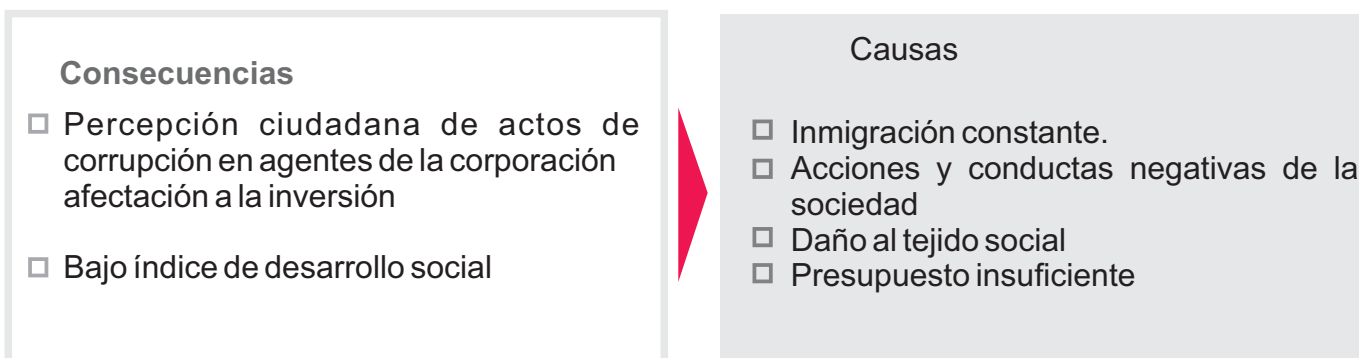 Consecuencias
Percepción ciudadana de actos de
corrupción en agentes de la corporación
afectación a la inversión
Bajo índice de desarrollo social
Causas
Inmigración constante.
Acciones y conductas negativas de la
sociedad
Daño al tejido social
Presupuesto insuficiente